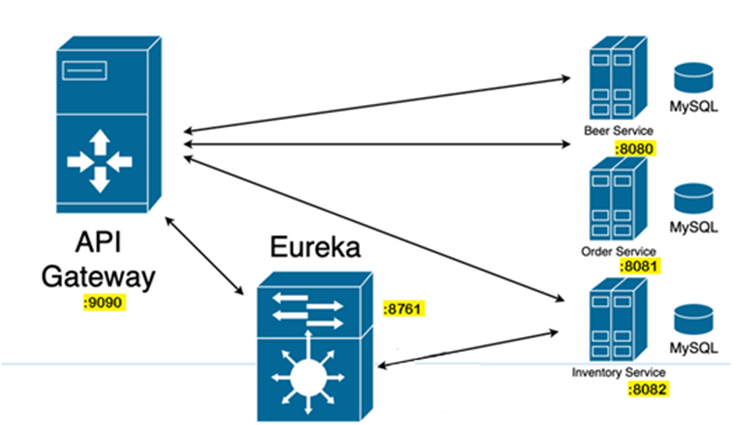 MySQL
Beer Service
:8080
MySQL
API
Gateway
:9090
Eureka
:8761
Order Service
:8081
MySQL
Inventory Service
:8082